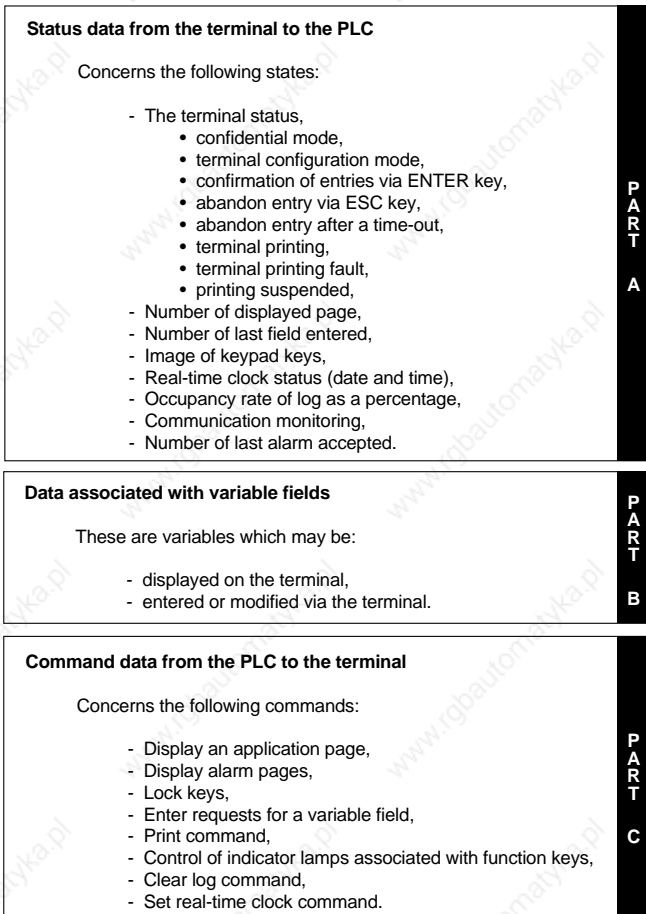 Status data from the terminal to the PLC
Concerns the following states:
- The terminal status,
• confidential mode,
• terminal configuration mode,
• confirmation of entries via ENTER key,
• abandon entry via ESC key,
• abandon entry after a time-out,
• terminal printing,
• terminal printing fault,
• printing suspended,
- Number of displayed page,
- Number of last field entered,
- Image of keypad keys,
- Real-time clock status (date and time),
- Occupancy rate of log as a percentage,
- Communication monitoring,
- Number of last alarm accepted.
PART A
Data associated with variable fields
These are variables which may be:
- displayed on the terminal,
- entered or modified via the terminal.
PART B
Command data from the PLC to the terminal
Concerns the following commands:
- Display an application page,
- Display alarm pages,
- Lock keys,
- Enter requests for a variable field,
- Print command,
- Control of indicator lamps associated with function keys,
- Clear log command,
- Set real-time clock command.
PART C
www.rgbautomatyka.pl